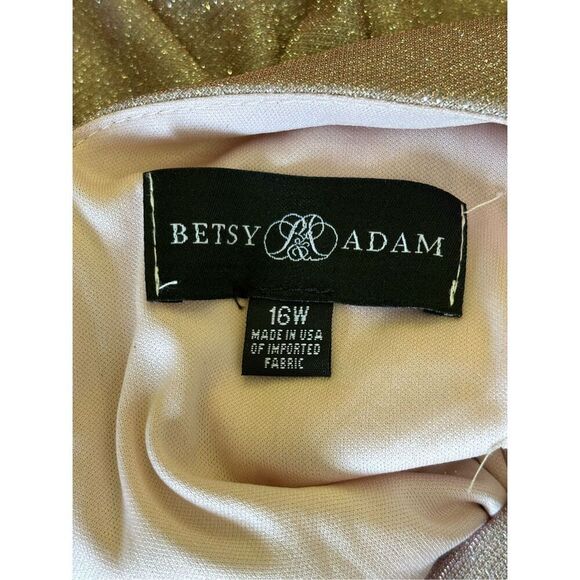 BETSY B&A ADAM
16W
MADE IN USA
OF IMPORTED
FABRIC